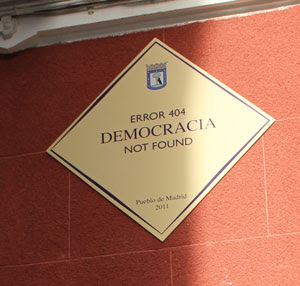 ERROR 404
DEMOCRACIA
NOT FOUND
Pueblo de Madrid
2011